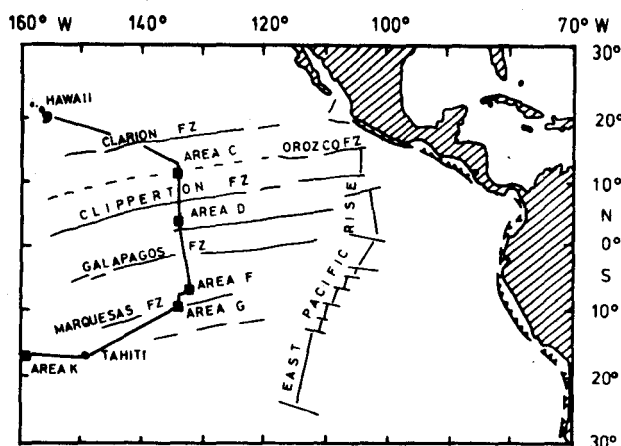 160° W 140° 120° 100° 80° 70° W
30°
HAWAII
CLARION FZ
20°
AREA C
OROZCO FZ
CLIPPERTON FZ
10°
AREA D
N
EAST PACIFIC RISE
GALAPAGOS FZ
0°
S
AREA F
MARQUESAS FZ
AREA G
10°
TAHITI
AREA K
20°
30°